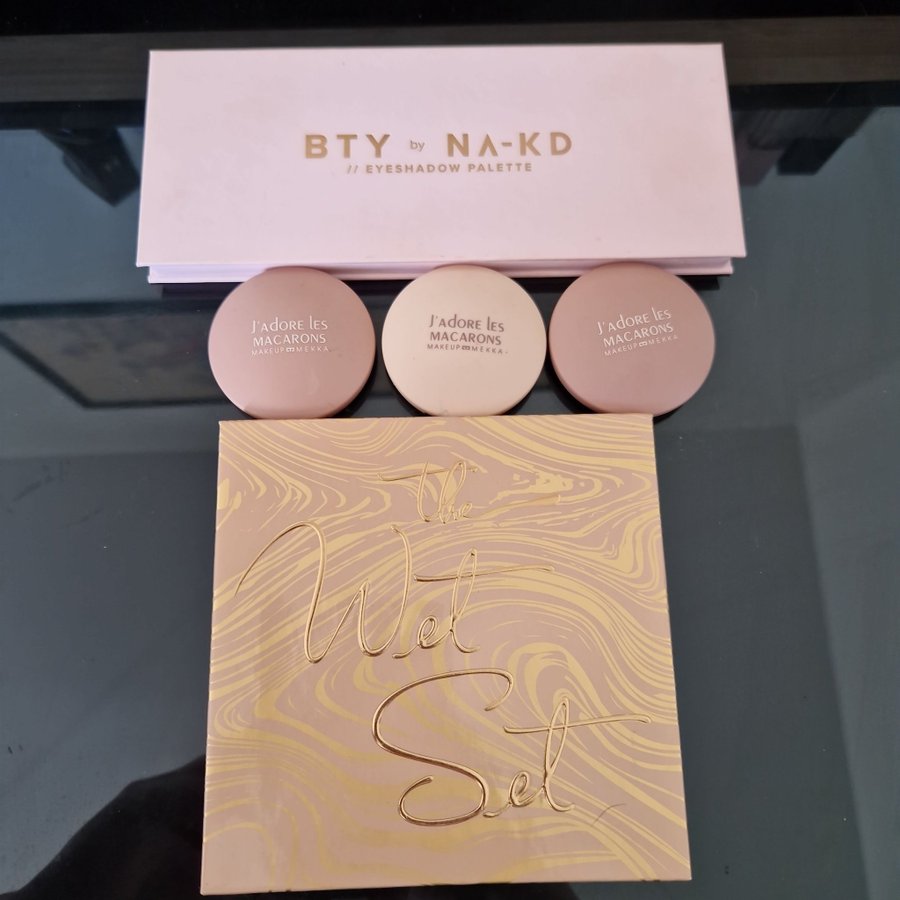 BTY by NA-KD
// EYESHADOW PALETTE
J'ADORE LES
MACARONS
MAKEUP MEKKA
J'ADORE LES
MACARONS
MAKEUP MEKKA
J'ADORE LES
MACARONS
MAKEUP MEKKA
the
Wet
Set